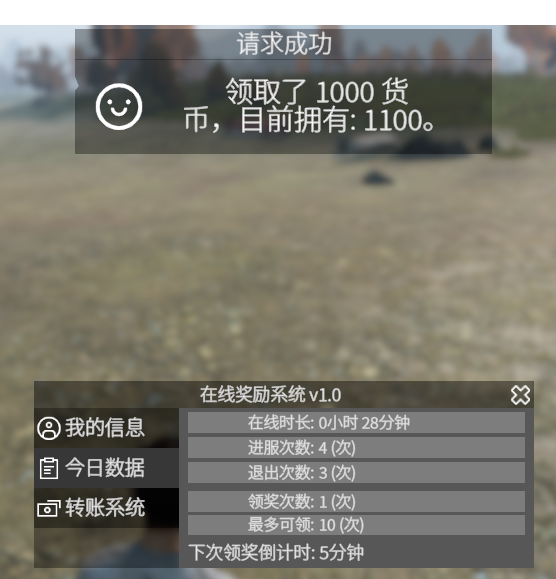 请求成功
领取了 1000 货
币，目前拥有: 1100。
在线奖励系统 v1.0
我的信息
今日数据
转账系统
在线时长: 0小时 28分钟
进服次数: 4 (次)
退出次数: 3 (次)
领奖次数: 1 (次)
最多可领: 10 (次)
下次领奖倒计时: 5分钟